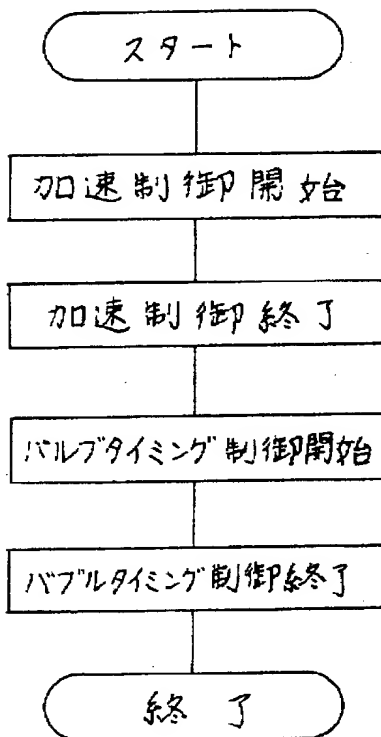 スタート
加速制御開始
加速制御終了
バルブタイミング制御開始
バブルタイミング制御終了
終了